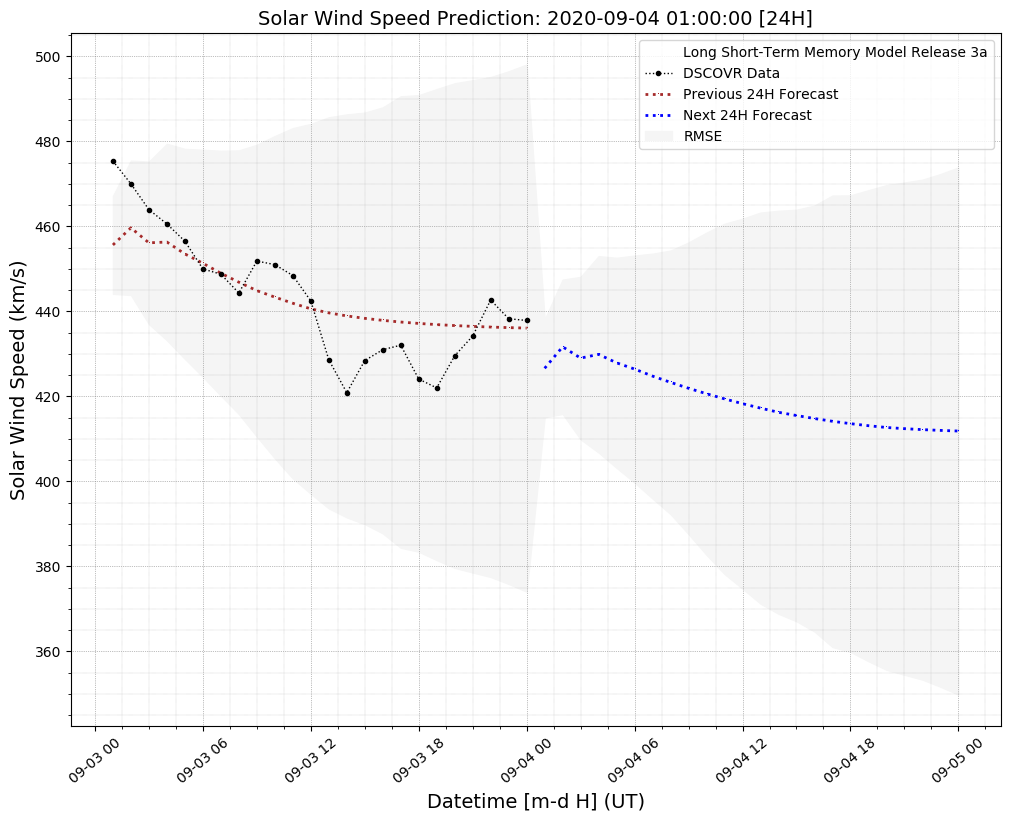 Solar Wind Speed Prediction: 2020-09-04 01:00:00 [24H]
Long Short-Term Memory Model Release 3a
DSCOVR Data
Previous 24H Forecast
Next 24H Forecast
RMSE
Solar Wind Speed (km/s)
500
480
460
440
420
400
380
360
09-03 00
09-03 06
09-03 12
09-03 18
09-04 00
09-04 06
09-04 12
09-04 18
09-05 00
Datetime [m-d H] (UT)